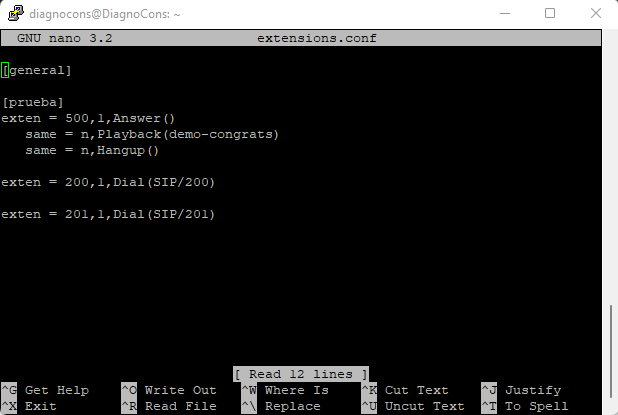 diagnocons@DiagnoCons: ~
GNU nano 3.2 extensions.conf
[general]
[prueba]
exten = 500,1,Answer()
same = n,Playback(demo-congrats)
same = n,Hangup()
exten = 200,1,Dial(SIP/200)
exten = 201,1,Dial(SIP/201)
[ Read 12 lines ]
^G Get Help ^O Write Out ^W Where Is ^K Cut Text ^J Justify
^X Exit ^R Read File ^\ Replace ^U Uncut Text ^T To Spell